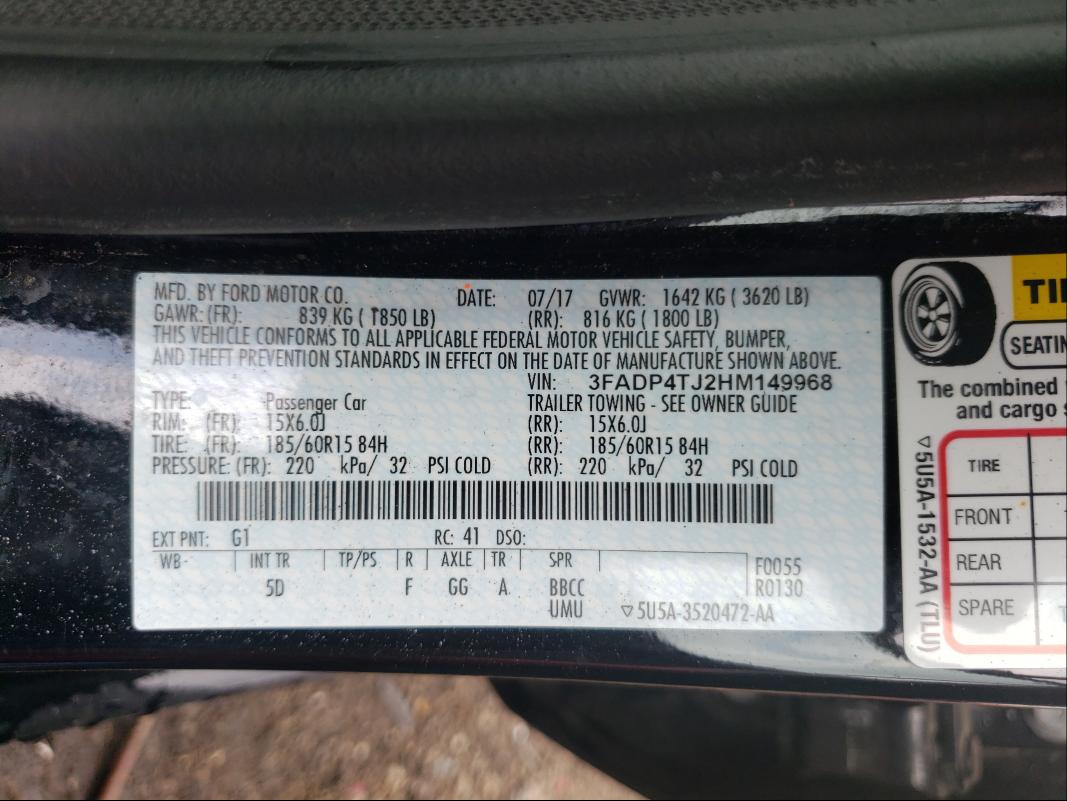 MFD. BY FORD MOTOR CO. DATE: 07/17 GVWR: 1642 KG ( 3620 LB)
GAWR: (FR): 839 KG ( 1850 LB) (RR): 816 KG ( 1800 LB)
THIS VEHICLE CONFORMS TO ALL APPLICABLE FEDERAL MOTOR VEHICLE SAFETY, BUMPER,
AND THEFT PREVENTION STANDARDS IN EFFECT ON THE DATE OF MANUFACTURE SHOWN ABOVE.
VIN: 3FADP4TJ2HM149968
TYPE: Passenger Car TRAILER TOWING - SEE OWNER GUIDE
RIM: (FR): 15X6.0J (RR): 15X6.0J
TIRE: (FR): 185/60R15 84H (RR): 185/60R15 84H
PRESSURE: (FR): 220 kPa/ 32 PSI COLD (RR): 220 kPa/ 32 PSI COLD
EXT PNT: G1 RC: 41 DSO:
WB INT TR TP/PS R AXLE TR SPR F0055
5D F GG A BBCC R0130
UMU ▽5U5A-3520472-AA
TI
SEATIN
The combined
and cargo s
TIRE
FRONT
REAR
SPARE
▽5U5A-1532-AA (TLU)